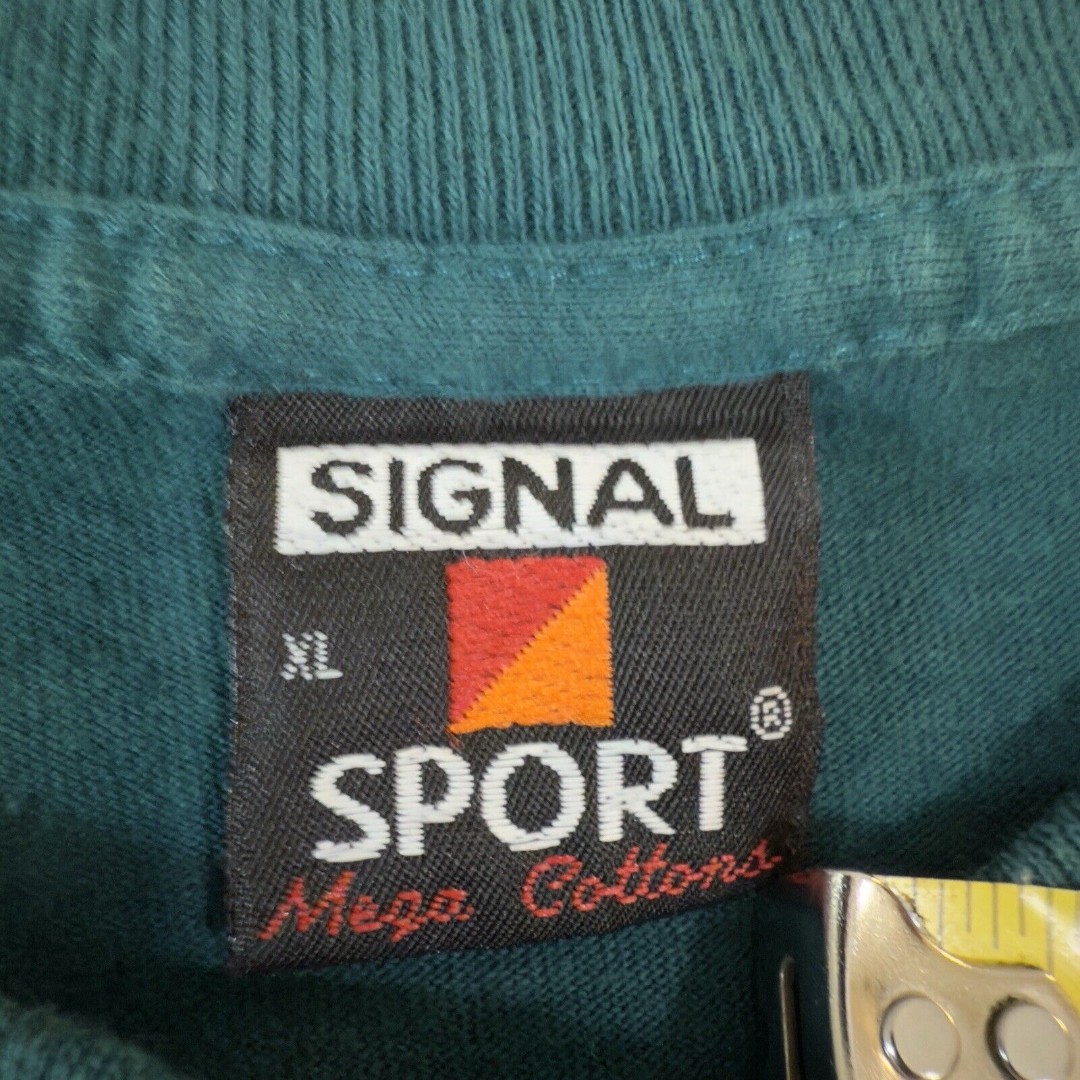 SIGNAL
XL
SPORT®
Mega Cottons